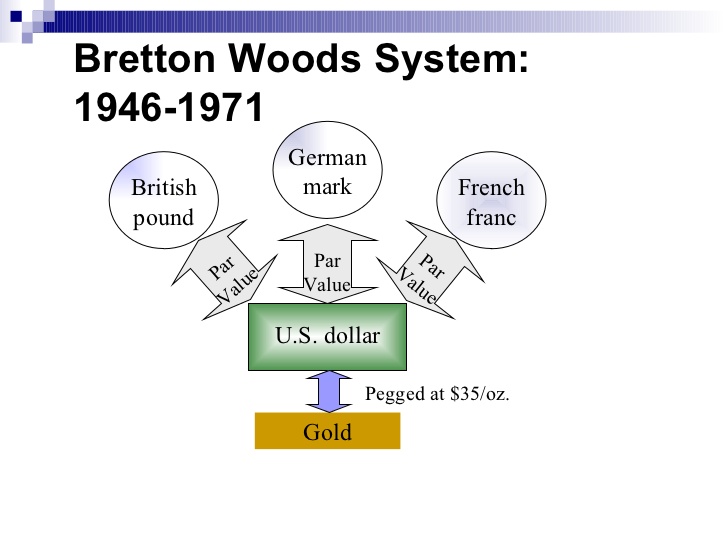 Bretton Woods System:
1946-1971
British
pound
German
mark
French
franc
Par
Value
Par
Value
Par
Value
U.S. dollar
Pegged at $35/oz.
Gold